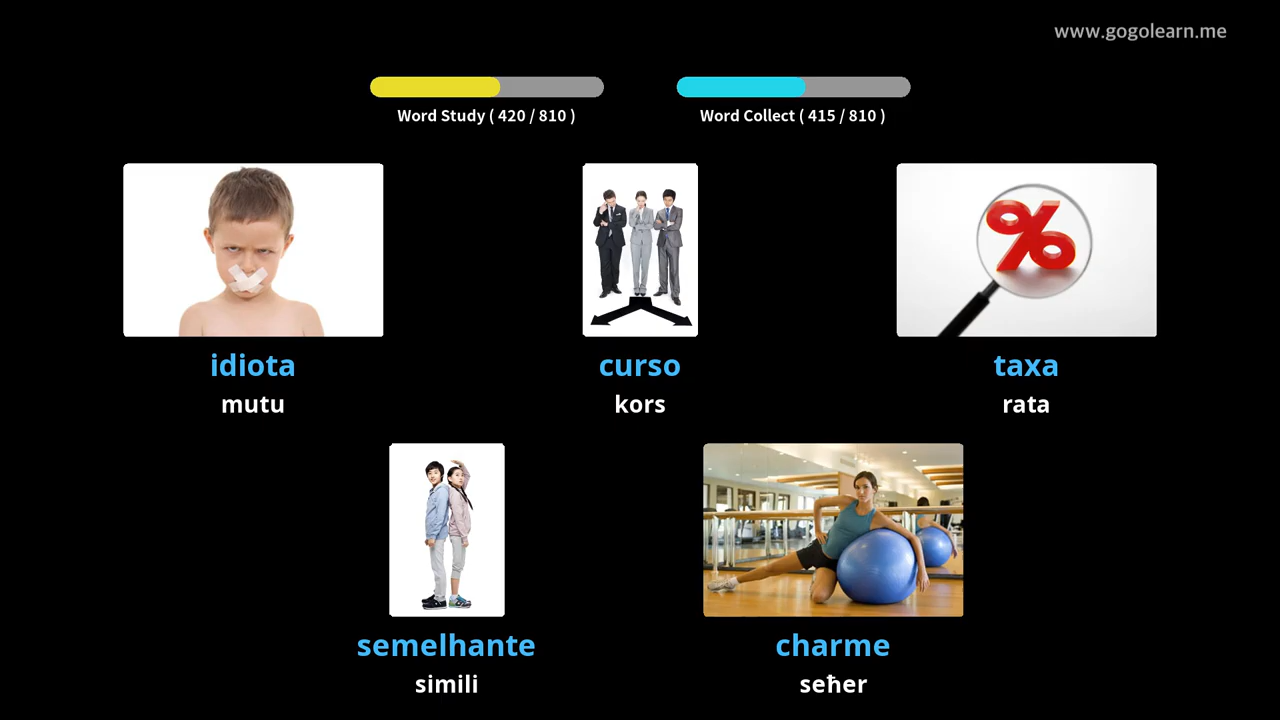 www.gogolearn.me
Word Study ( 420 / 810 )
Word Collect ( 415 / 810 )
idiota
mutu
curso
kors
taxa
rata
semelhante
simili
charme
seħer